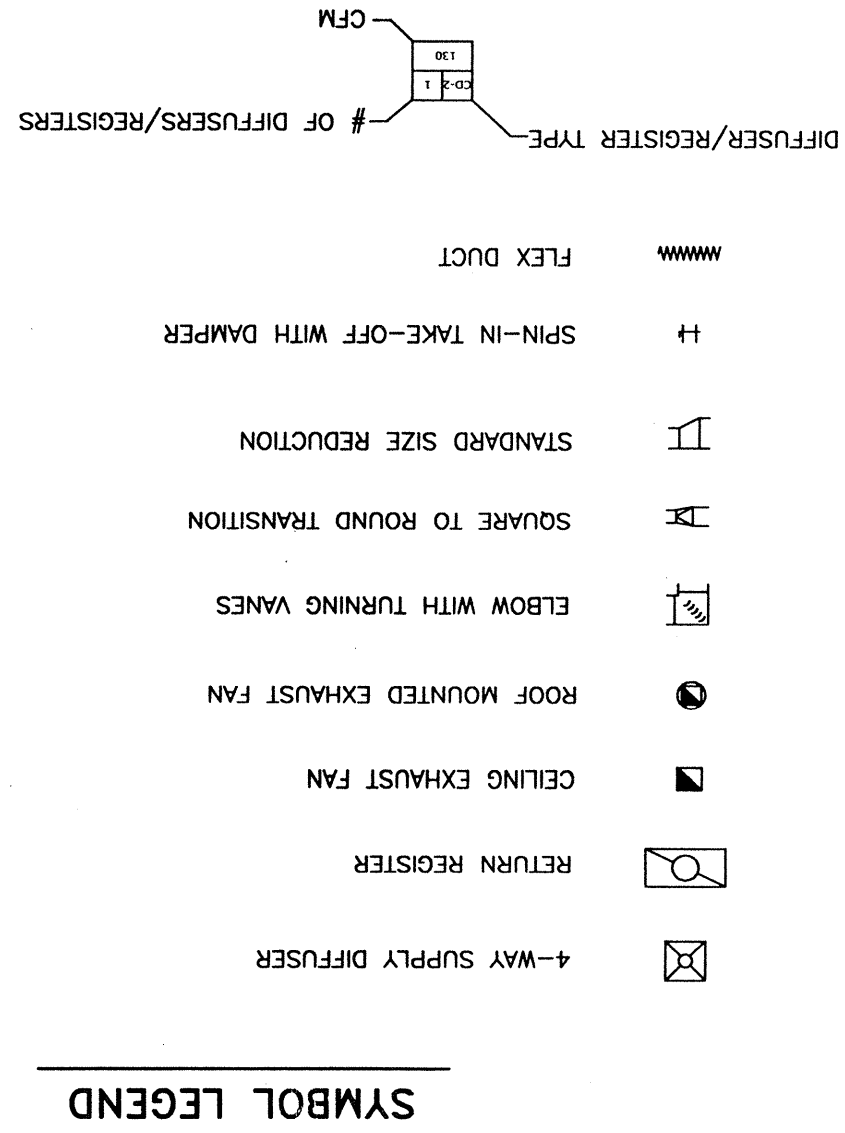 SYMBOL LEGEND
4-WAY SUPPLY DIFFUSER
RETURN REGISTER
CEILING EXHAUST FAN
ROOF MOUNTED EXHAUST FAN
ELBOW WITH TURNING VANES
SQUARE TO ROUND TRANSITION
STANDARD SIZE REDUCTION
SPIN-IN TAKE-OFF WITH DAMPER
FLEX DUCT
DIFFUSER/REGISTER TYPE
# OF DIFFUSERS/REGISTERS
CD-2 1
130
CFM